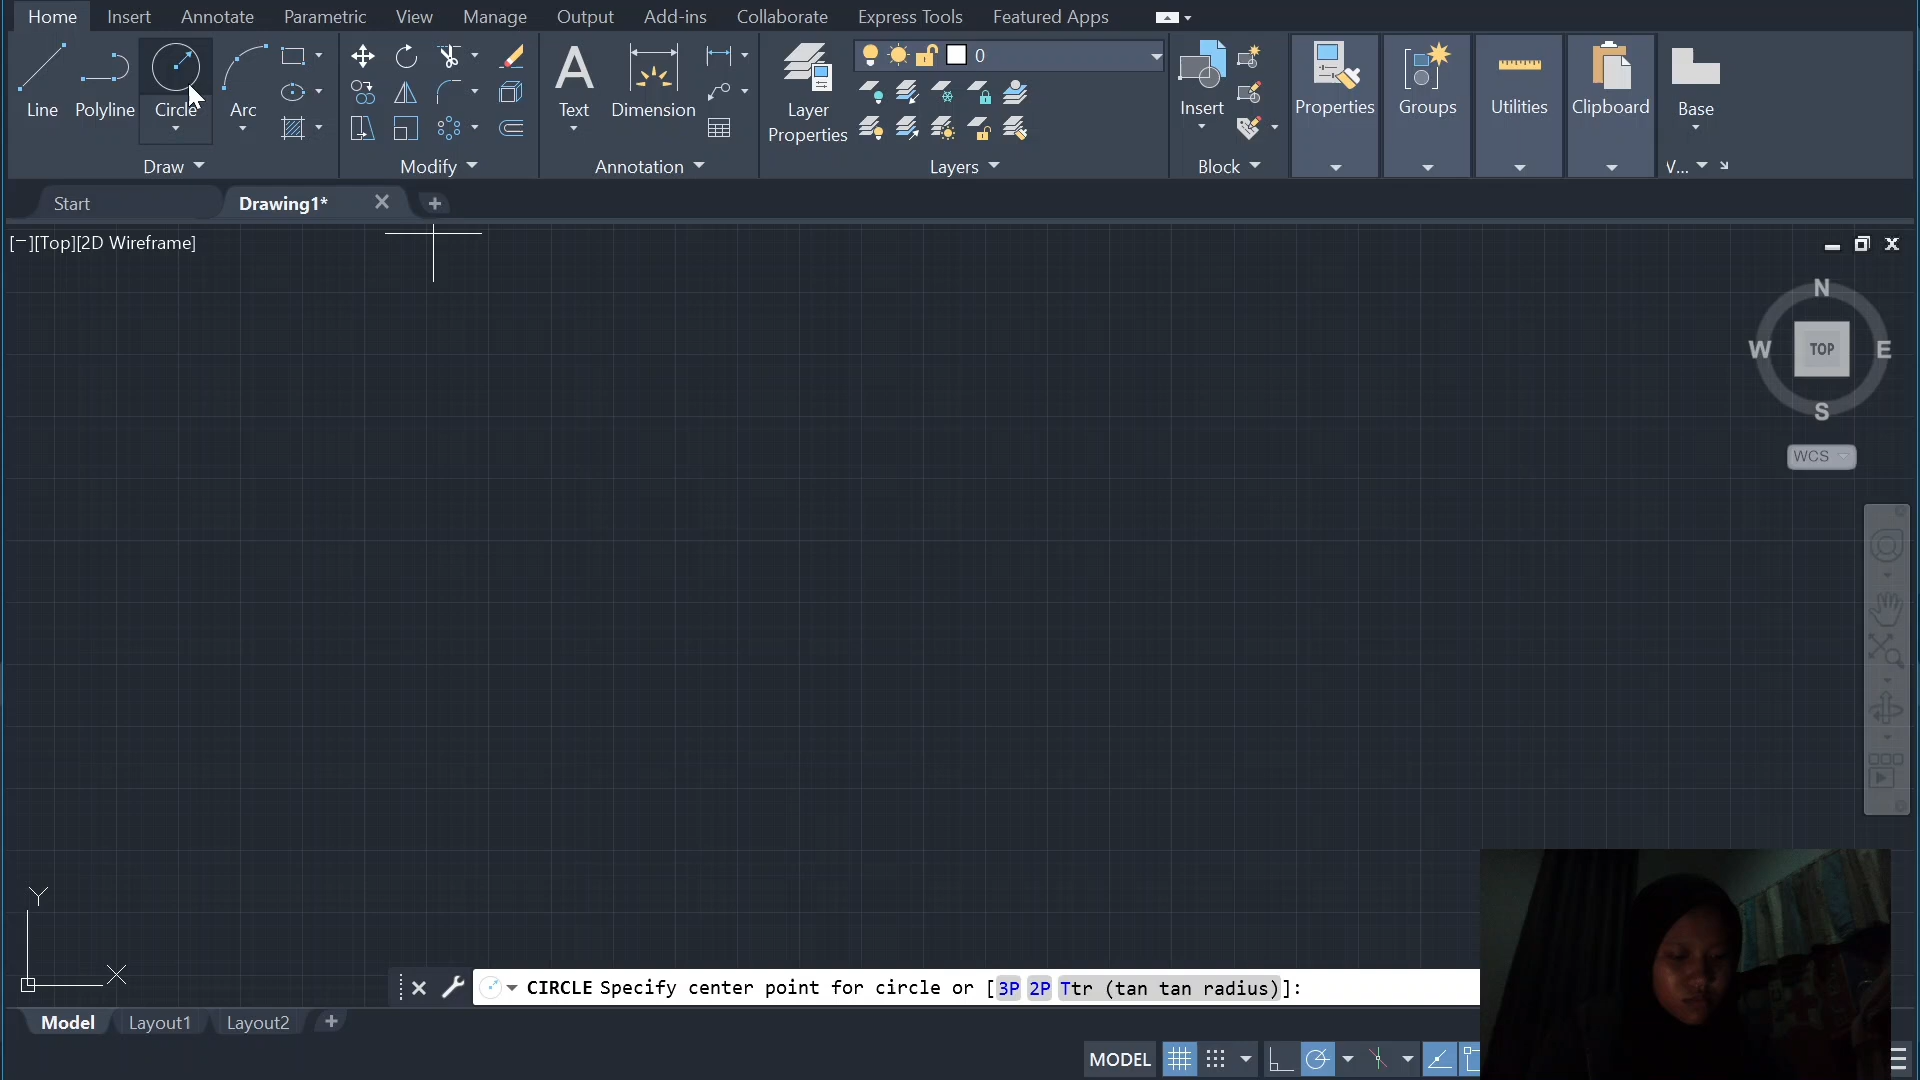 Home Insert Annotate Parametric View Manage Output Add-ins Collaborate Express Tools Featured Apps
Line Polyline Circle Arc
Text Dimension
Layer
Properties
0
Insert
Properties Groups Utilities Clipboard Base
Draw Modify Annotation Layers Block V...
Start Drawing1*
[−][Top][2D Wireframe]
N
W TOP E
S
WCS
Y
X
CIRCLE Specify center point for circle or [3P 2P Ttr (tan tan radius)]:
Model Layout1 Layout2
MODEL